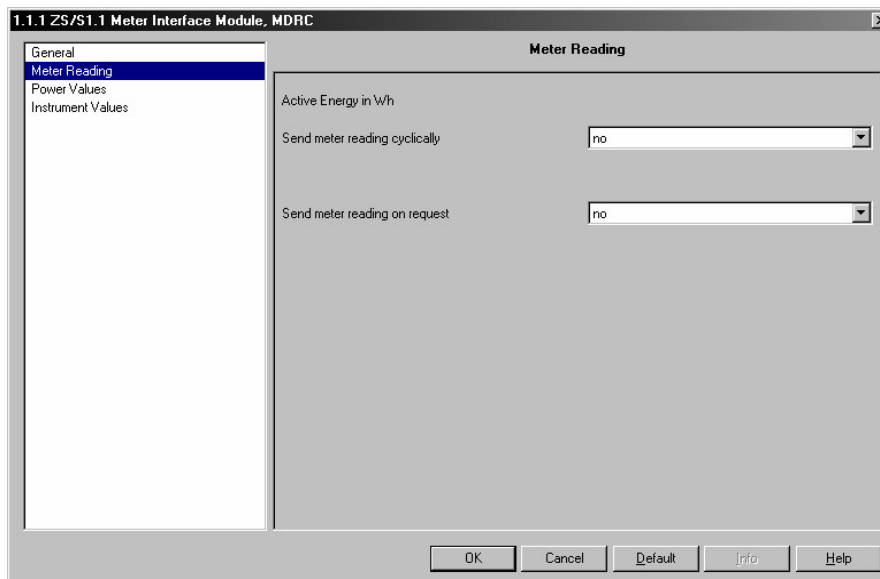 1.1.1 ZS/S1.1 Meter Interface Module, MDRC
General
Meter Reading
Power Values
Instrument Values
Meter Reading
Active Energy in Wh
Send meter reading cyclically no
Send meter reading on request no
OK Cancel Default Info Help